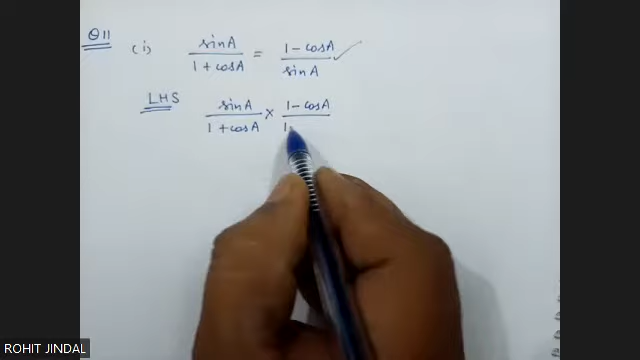 Q11 (i) sinA / 1 + cosA = 1 - cosA / sinA ✓
LHS sinA / 1 + cosA × 1 - cosA / 1
ROHIT JINDAL